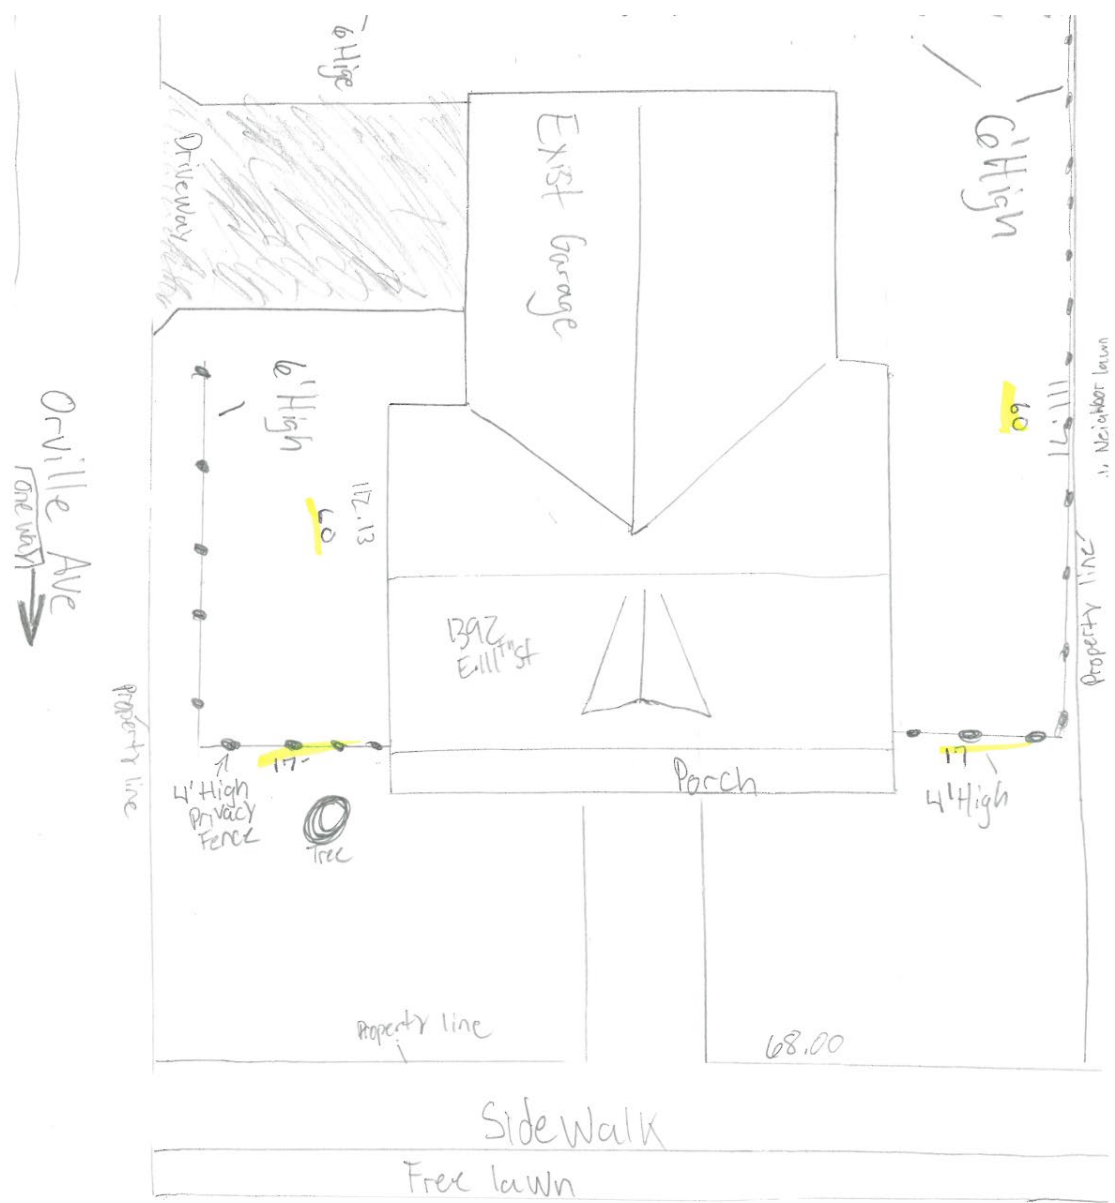 6 High
6' High
Driveway
Exist Garage
6' High
60
Neighbor lawn
Orville Ave
one way
60
112.13
1392
E.111th St
Property line
Property line
17
4' High
Privacy
Fence
Tree
Porch
17
4' High
Property line
68.00
SideWalk
Free lawn